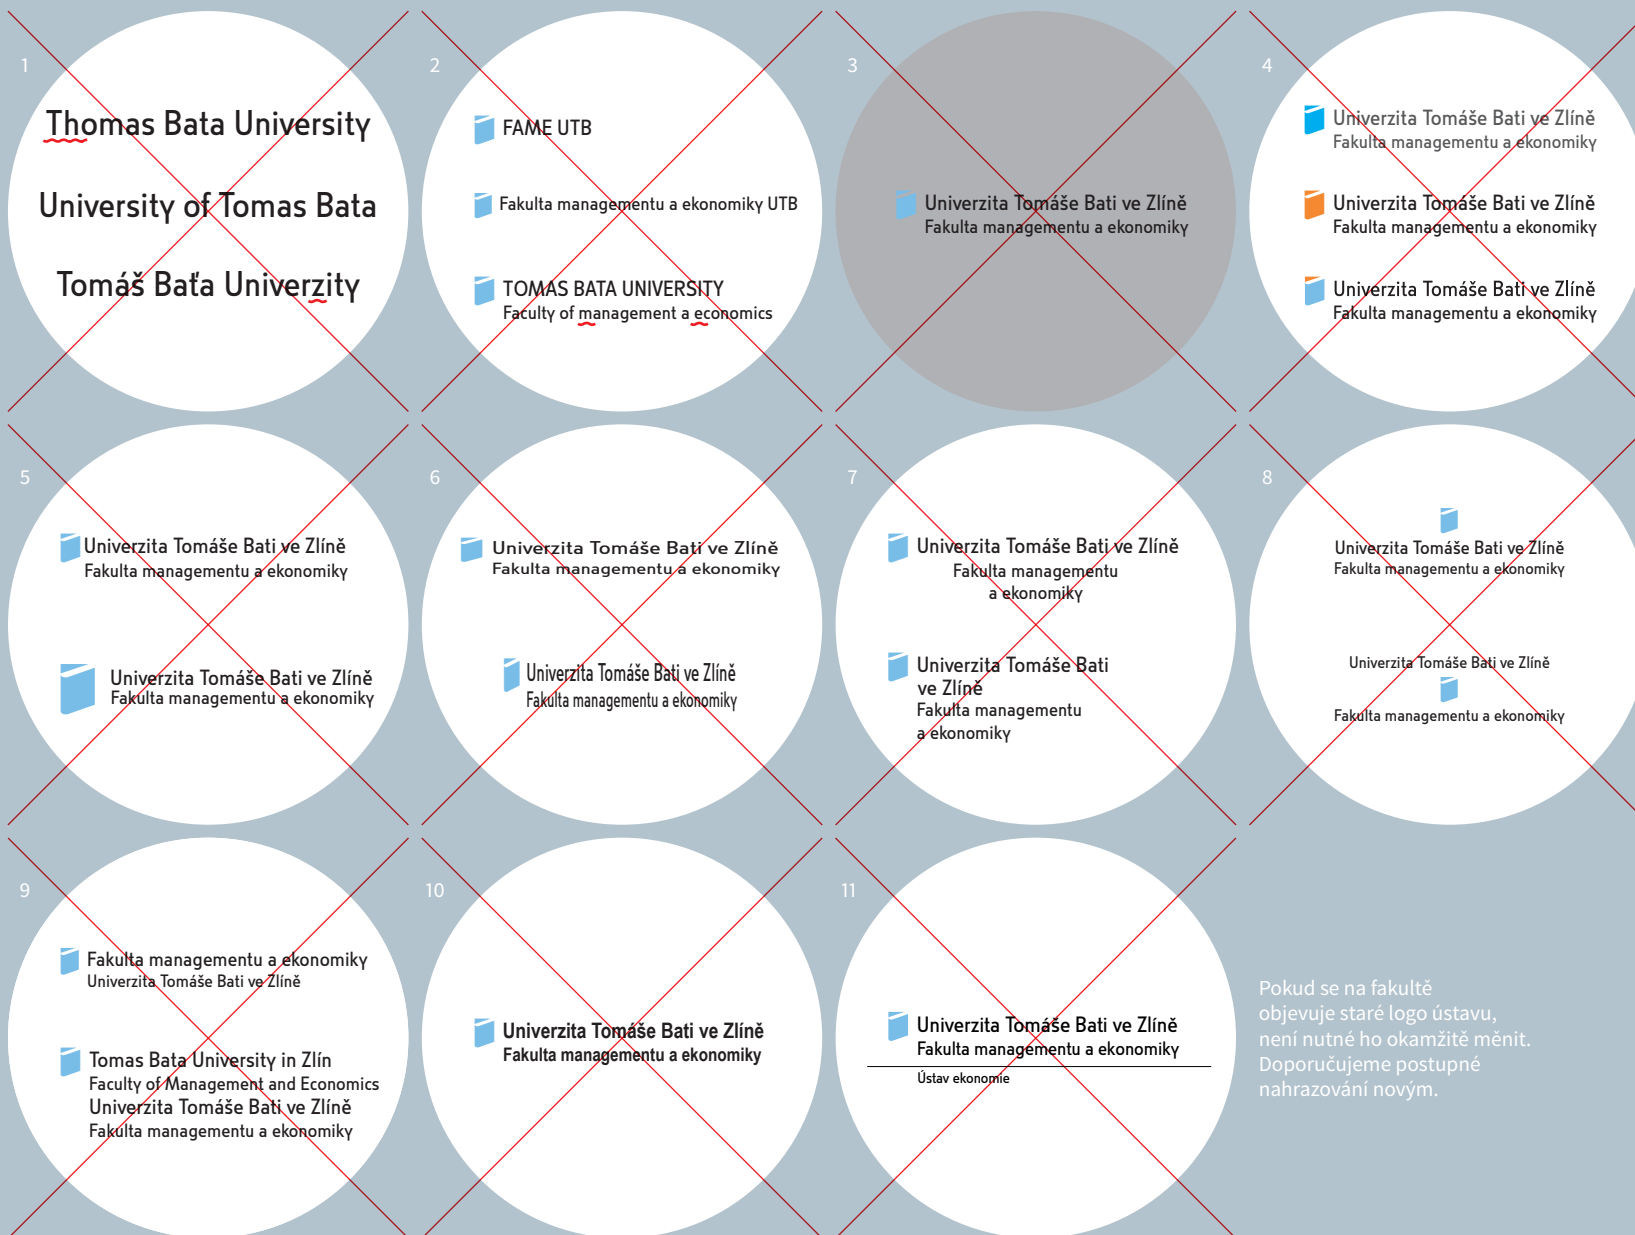 1
Thomas Bata University
University of Tomas Bata
Tomáš Baťa Univerzity
2
FAME UTB
Fakulta managementu a ekonomiky UTB
TOMAS BATA UNIVERSITY
Faculty of management a economics
3
Univerzita Tomáše Bati ve Zlíně
Fakulta managementu a ekonomiky
4
Univerzita Tomáše Bati ve Zlíně
Fakulta managementu a ekonomiky
Univerzita Tomáše Bati ve Zlíně
Fakulta managementu a ekonomiky
Univerzita Tomáše Bati ve Zlíně
Fakulta managementu a ekonomiky
5
Univerzita Tomáše Bati ve Zlíně
Fakulta managementu a ekonomiky
Univerzita Tomáše Bati ve Zlíně
Fakulta managementu a ekonomiky
6
Univerzita Tomáše Bati ve Zlíně
Fakulta managementu a ekonomiky
Univerzita Tomáše Bati ve Zlíně
Fakulta managementu a ekonomiky
7
Univerzita Tomáše Bati ve Zlíně
Fakulta managementu
a ekonomiky
Univerzita Tomáše Bati
ve Zlíně
Fakulta managementu
a ekonomiky
8
Univerzita Tomáše Bati ve Zlíně
Fakulta managementu a ekonomiky
Univerzita Tomáše Bati ve Zlíně
Fakulta managementu a ekonomiky
9
Fakulta managementu a ekonomiky
Univerzita Tomáše Bati ve Zlíně
Tomas Bata University in Zlín
Faculty of Management and Economics
Univerzita Tomáše Bati ve Zlíně
Fakulta managementu a ekonomiky
10
Univerzita Tomáše Bati ve Zlíně
Fakulta managementu a ekonomiky
11
Univerzita Tomáše Bati ve Zlíně
Fakulta managementu a ekonomiky
Ústav ekonomie
Pokud se na fakultě
objevuje staré logo ústavu,
není nutné ho okamžitě měnit.
Doporučujeme postupné
nahrazování novým.